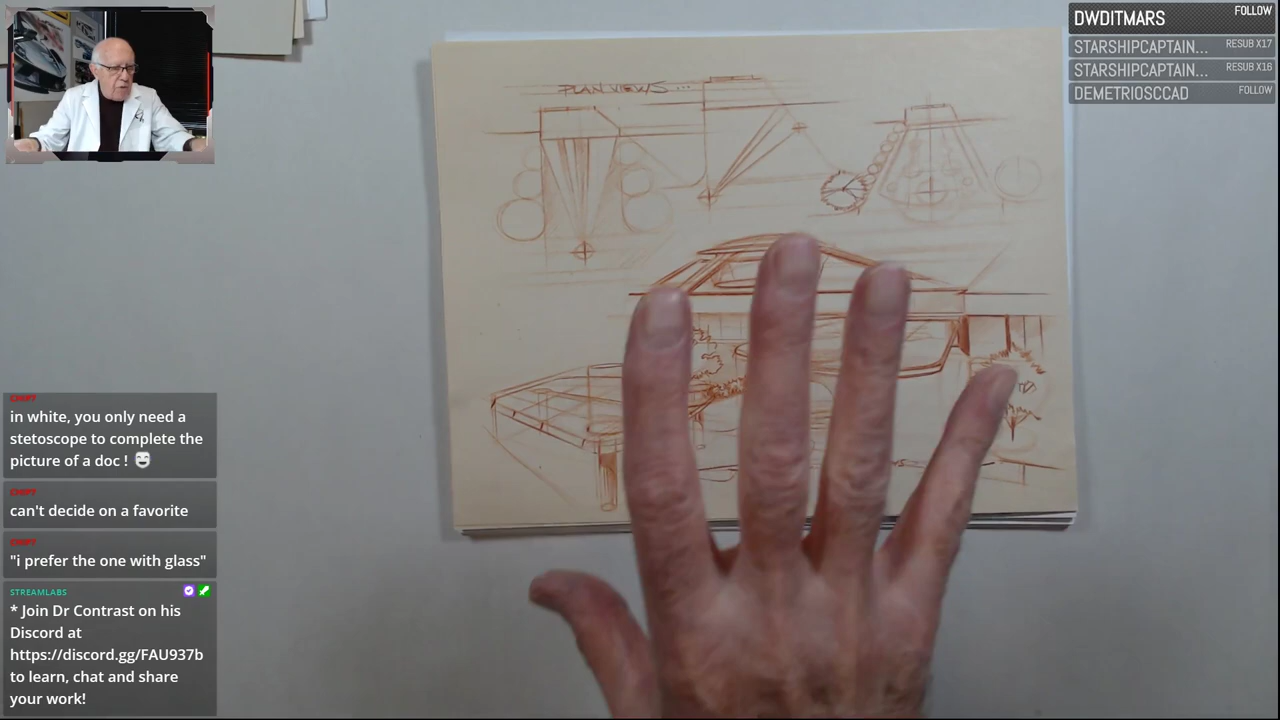 DWDITMARS
FOLLOW
STARSHIPCAPTAIN...
RESUB X17
STARSHIPCAPTAIN...
RESUB X16
DEMETRIOSCCAD
FOLLOW
PLAN VIEWS...
in white, you only need a
stetoscope to complete the
picture of a doc !
can't decide on a favorite
"i prefer the one with glass"
STREAMLABS
* Join Dr Contrast on his
Discord at
https://discord.gg/FAU937b
to learn, chat and share
your work!